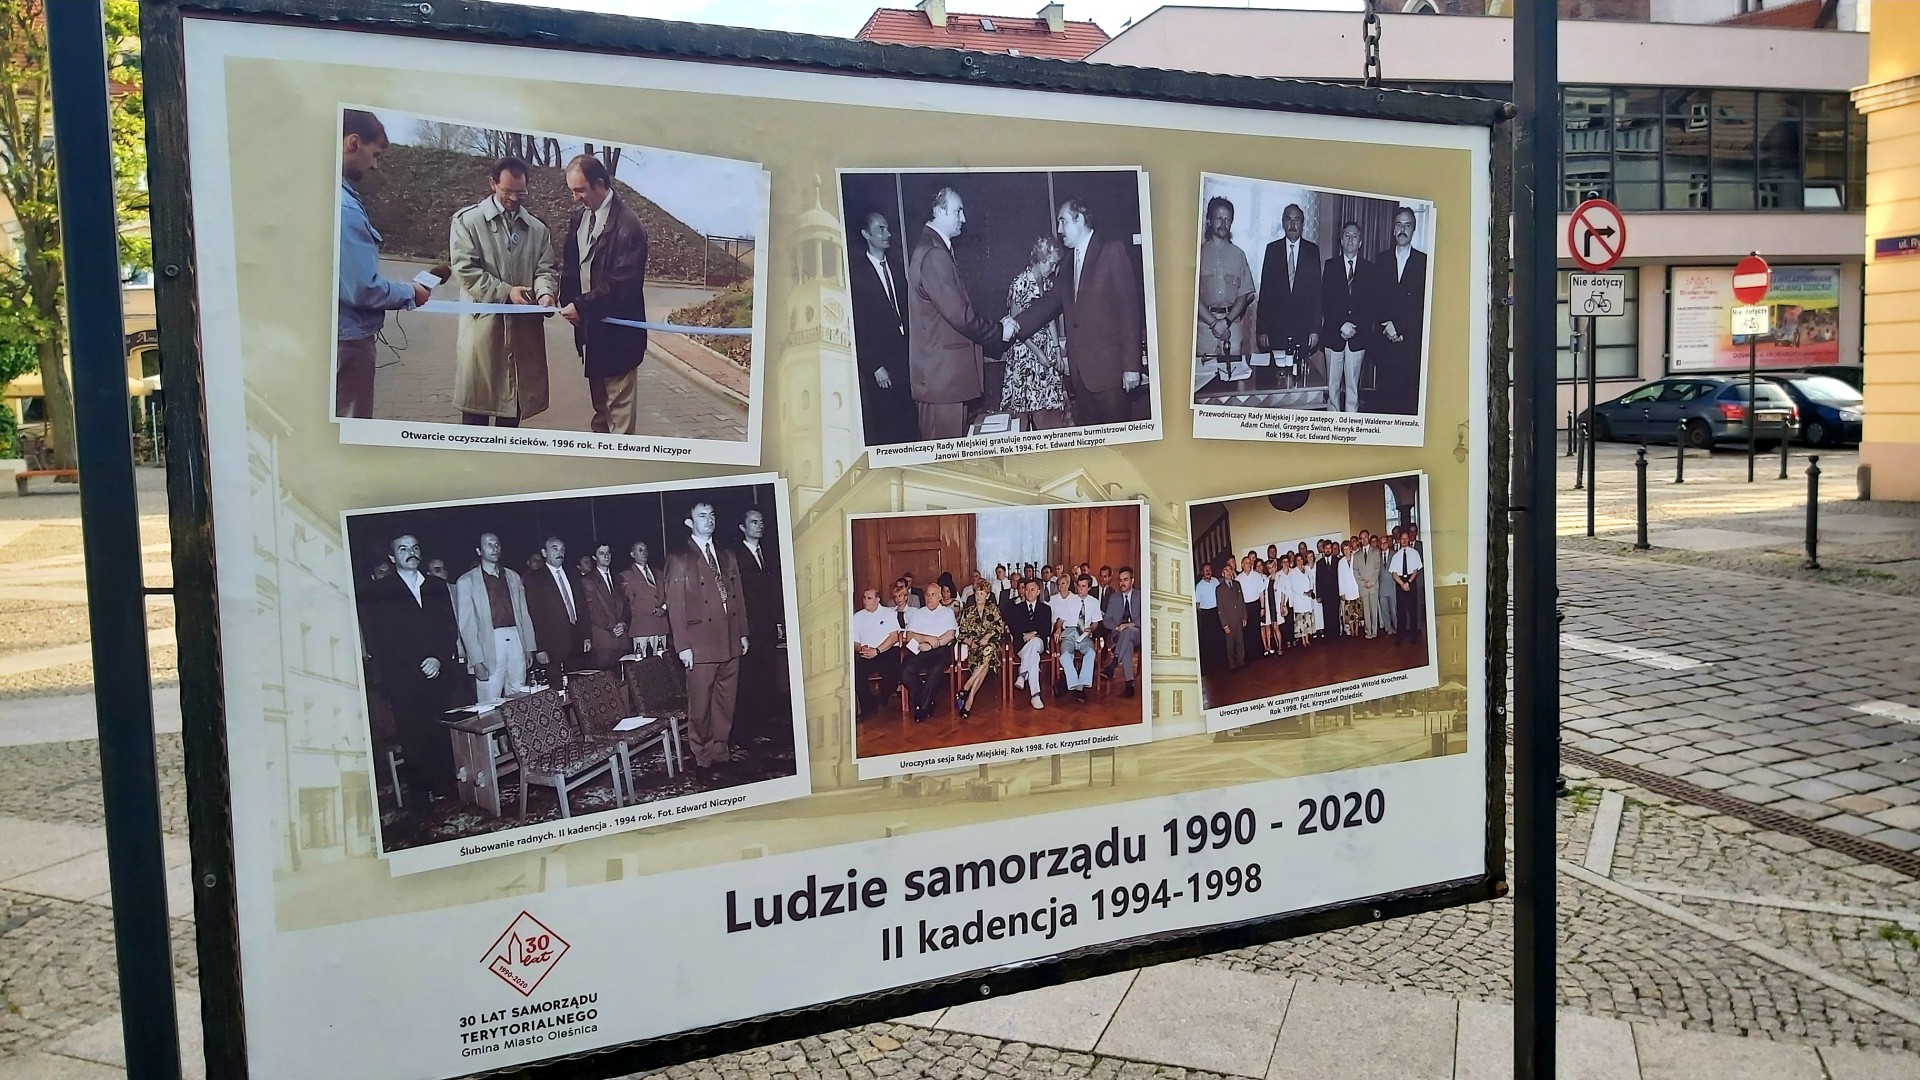 Otwarcie oczyszczalni ścieków. 1996 rok. Fot. Edward Niczypor
Przewodniczący Rady Miejskiej gratuluje nowo wybranemu burmistrzowi Oleśnicy
Janowi Bronsiowi. Rok 1994. Fot. Edward Niczypor
Przewodniczący Rady Miejskiej i jego zastępcy . Od lewej Waldemar Mieszała,
Adam Chmiel, Grzegorz Świtoń, Henryk Bernacki.
Rok 1994. Fot. Edward Niczypor
Ślubowanie radnych. II kadencja . 1994 rok. Fot. Edward Niczypor
Uroczysta sesja Rady Miejskiej. Rok 1998. Fot. Krzysztof Dziedzic
Uroczysta sesja. W czarnym garniturze wojewoda Witold Krochmal.
Rok 1998. Fot. Krzysztof Dziedzic
Ludzie samorządu 1990 - 2020
II kadencja 1994-1998
30
lat
1990-2020
30 LAT SAMORZĄDU
TERYTORIALNEGO
Gmina Miasto Oleśnica
Nie dotyczy
Nie dotyczy